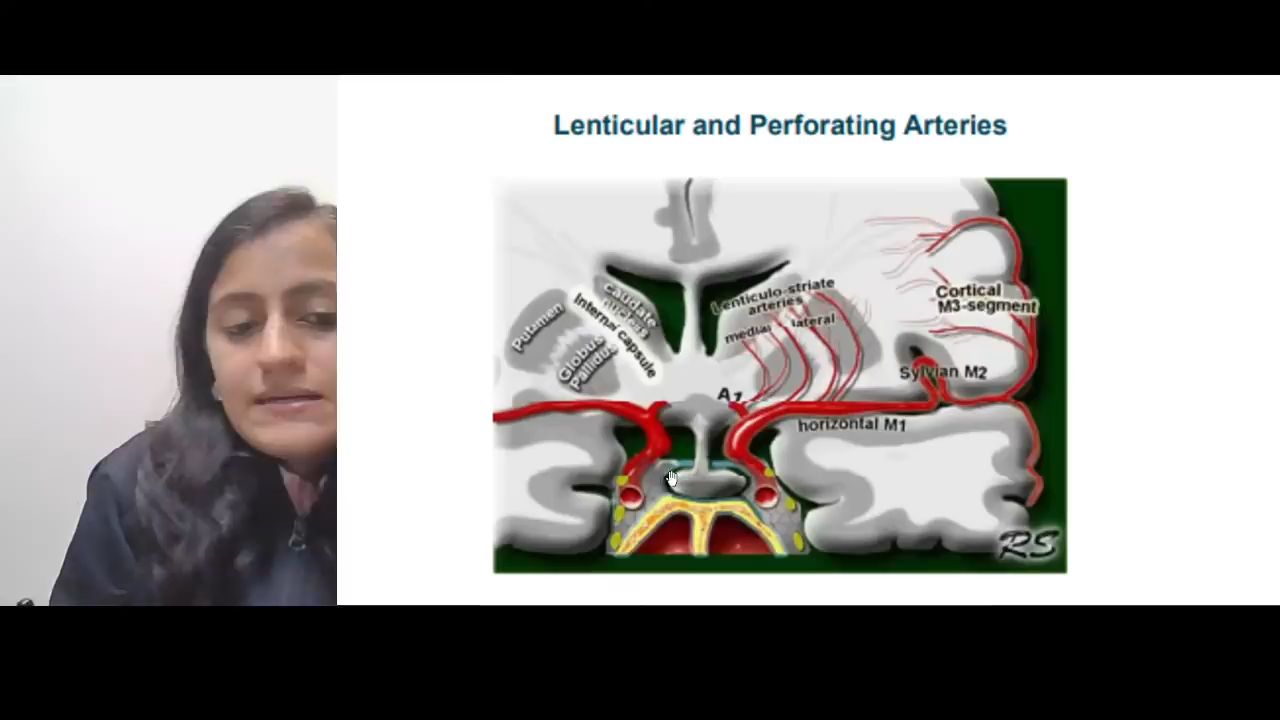 Lenticular and Perforating Arteries
Putamen
caudate
nucleus
Internal capsule
Globus
Pallidus
Lenticulo-striate
arteries
medial
lateral
Cortical
M3-segment
Sylvian M2
A1
horizontal M1
RS